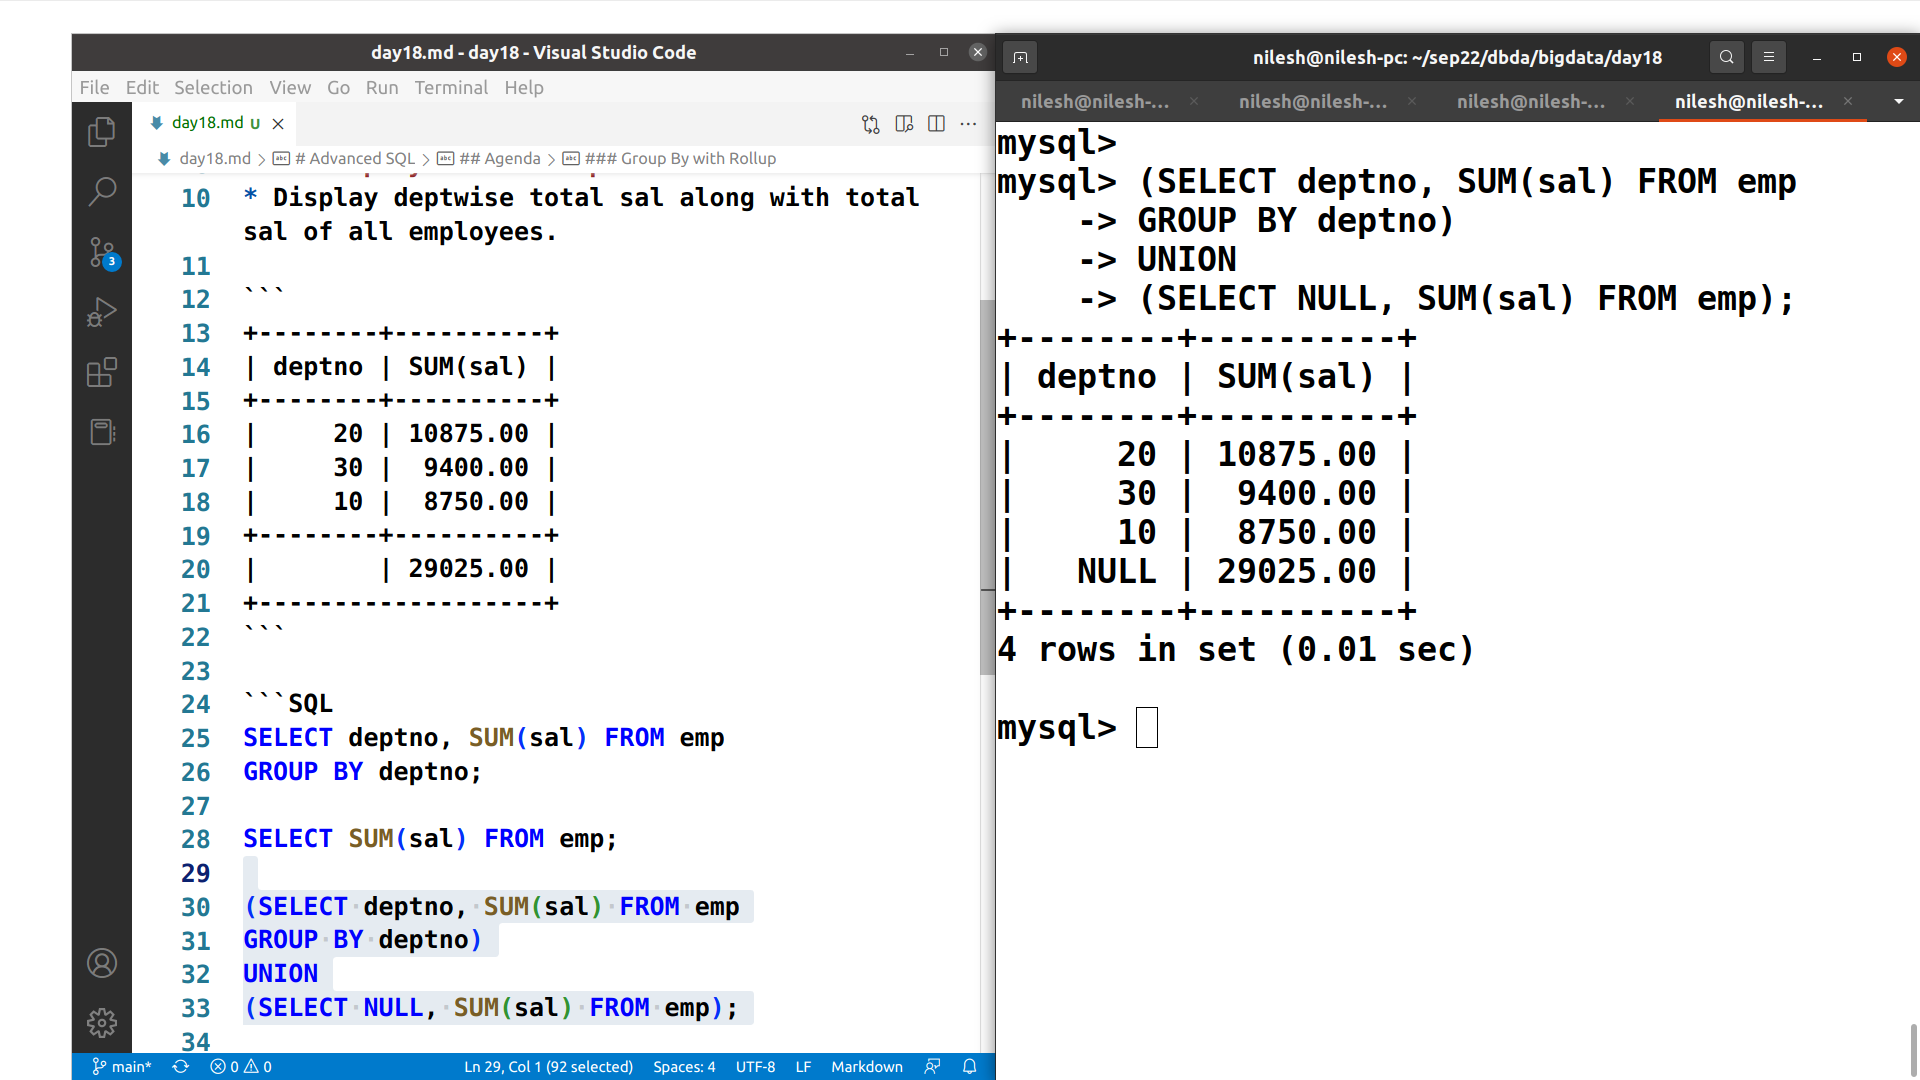 day18.md - day18 - Visual Studio Code
File Edit Selection View Go Run Terminal Help
day18.md U
day18.md > # Advanced SQL > ## Agenda > ### Group By with Rollup
10 * Display deptwise total sal along with total
sal of all employees.
11
12 ```
13 +--------+----------+
14 | deptno | SUM(sal) |
15 +--------+----------+
16 |     20 | 10875.00 |
17 |     30 |  9400.00 |
18 |     10 |  8750.00 |
19 +--------+----------+
20 |        | 29025.00 |
21 +-------------------+
22 ```
23
24 ```SQL
25 SELECT deptno, SUM(sal) FROM emp
26 GROUP BY deptno;
27
28 SELECT SUM(sal) FROM emp;
29
30 (SELECT deptno, SUM(sal) FROM emp
31 GROUP BY deptno)
32 UNION
33 (SELECT NULL, SUM(sal) FROM emp);
34
3
main* 0 0 Ln 29, Col 1 (92 selected) Spaces: 4 UTF-8 LF Markdown
nilesh@nilesh-pc: ~/sep22/dbda/bigdata/day18
nilesh@nilesh-... nilesh@nilesh-... nilesh@nilesh-... nilesh@nilesh-...
mysql>
mysql> (SELECT deptno, SUM(sal) FROM emp
    -> GROUP BY deptno)
    -> UNION
    -> (SELECT NULL, SUM(sal) FROM emp);
+--------+----------+
| deptno | SUM(sal) |
+--------+----------+
|     20 | 10875.00 |
|     30 |  9400.00 |
|     10 |  8750.00 |
|   NULL | 29025.00 |
+--------+----------+
4 rows in set (0.01 sec)
mysql>